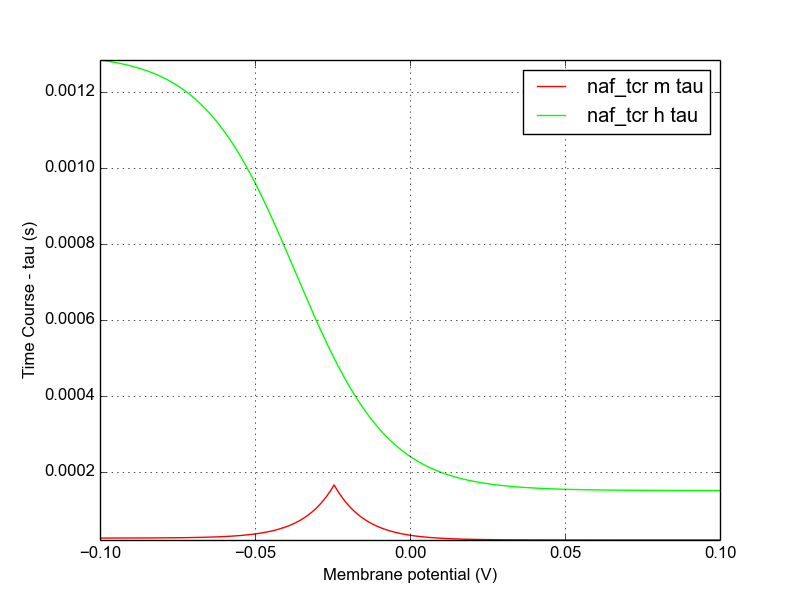 naf_tcr m tau
naf_tcr h tau
Time Course - tau (s)
0.0012
0.0010
0.0008
0.0006
0.0004
0.0002
−0.10
−0.05
0.00
0.05
0.10
Membrane potential (V)